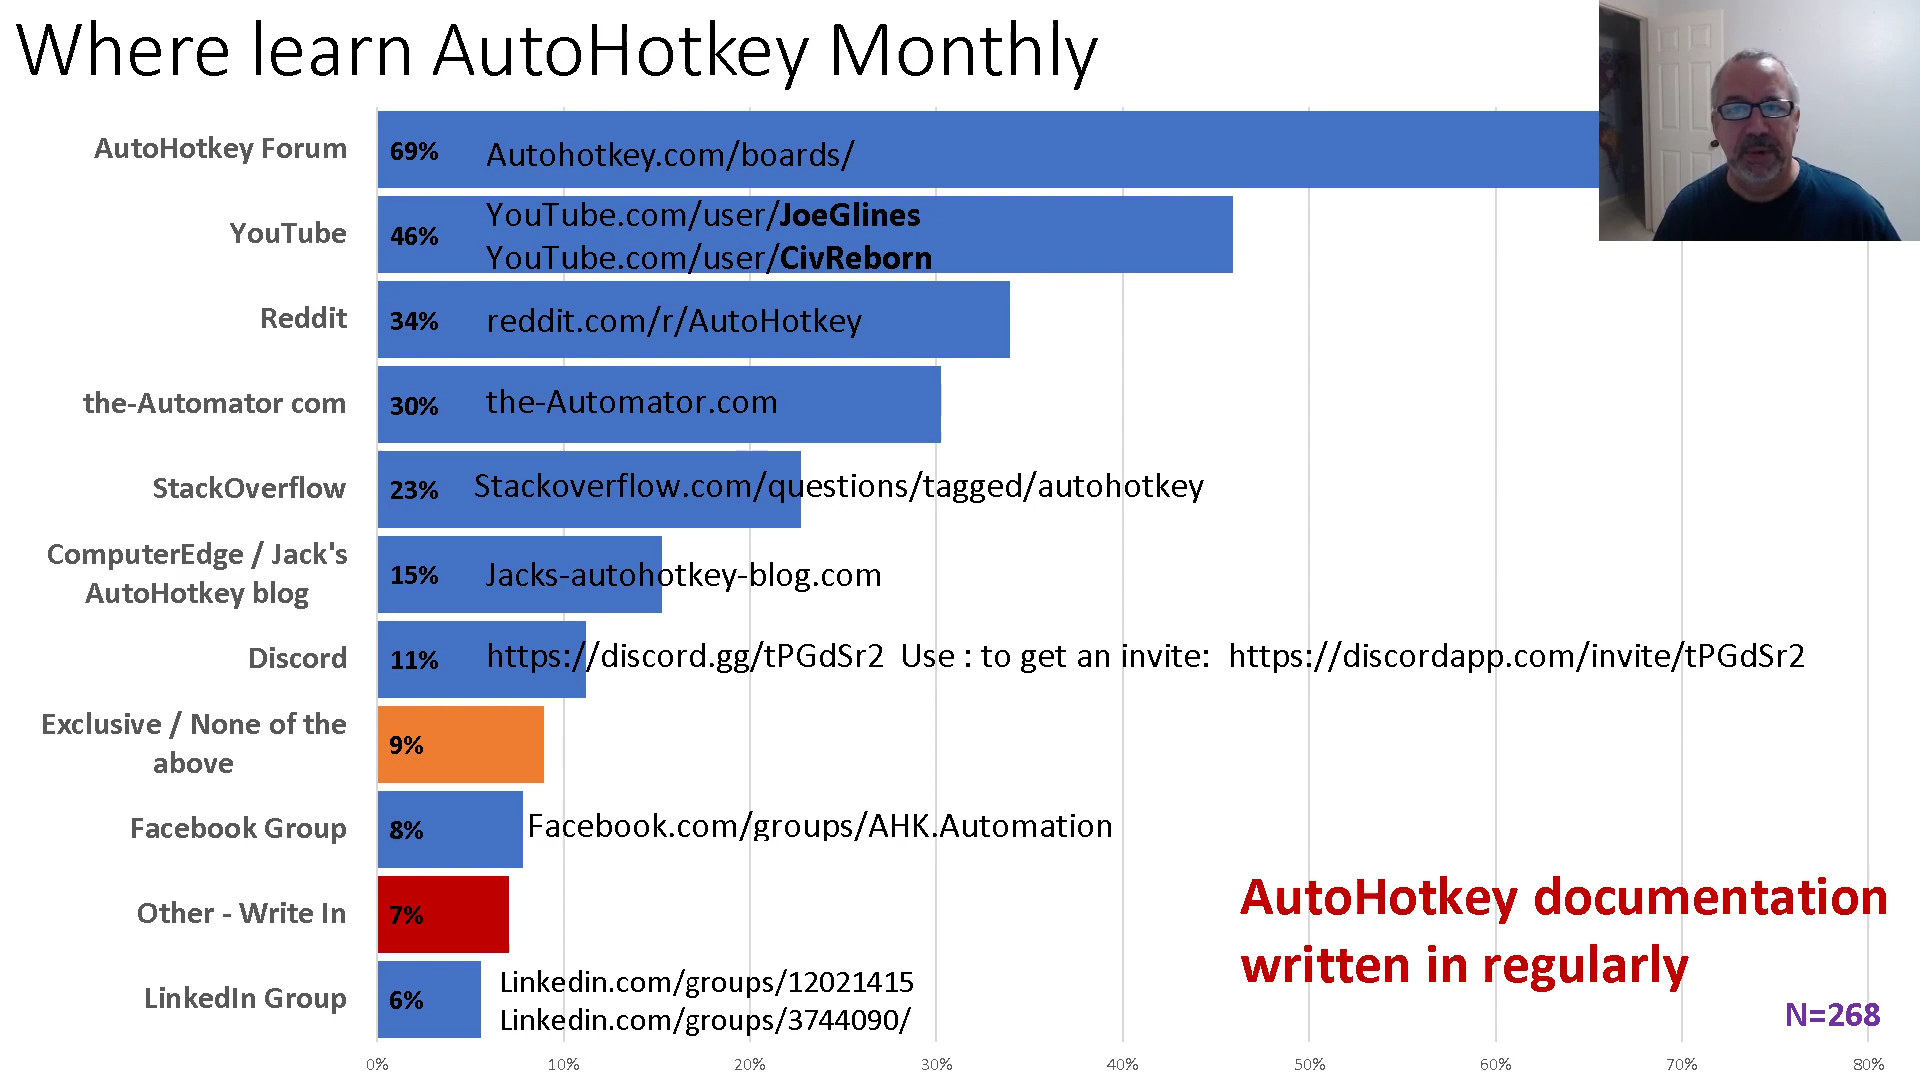 Where learn AutoHotkey Monthly
AutoHotkey Forum
69%
Autohotkey.com/boards/
YouTube
46%
YouTube.com/user/JoeGlines
YouTube.com/user/CivReborn
Reddit
34%
reddit.com/r/AutoHotkey
the-Automator com
30%
the-Automator.com
StackOverflow
23%
Stackoverflow.com/questions/tagged/autohotkey
ComputerEdge / Jack's
AutoHotkey blog
15%
Jacks-autohotkey-blog.com
Discord
11%
https://discord.gg/tPGdSr2 Use : to get an invite: https://discordapp.com/invite/tPGdSr2
Exclusive / None of the
above
9%
Facebook Group
8%
Facebook.com/groups/AHK.Automation
Other - Write In
7%
AutoHotkey documentation
written in regularly
LinkedIn Group
6%
Linkedin.com/groups/12021415
Linkedin.com/groups/3744090/
N=268
0% 10% 20% 30% 40% 50% 60% 70% 80%